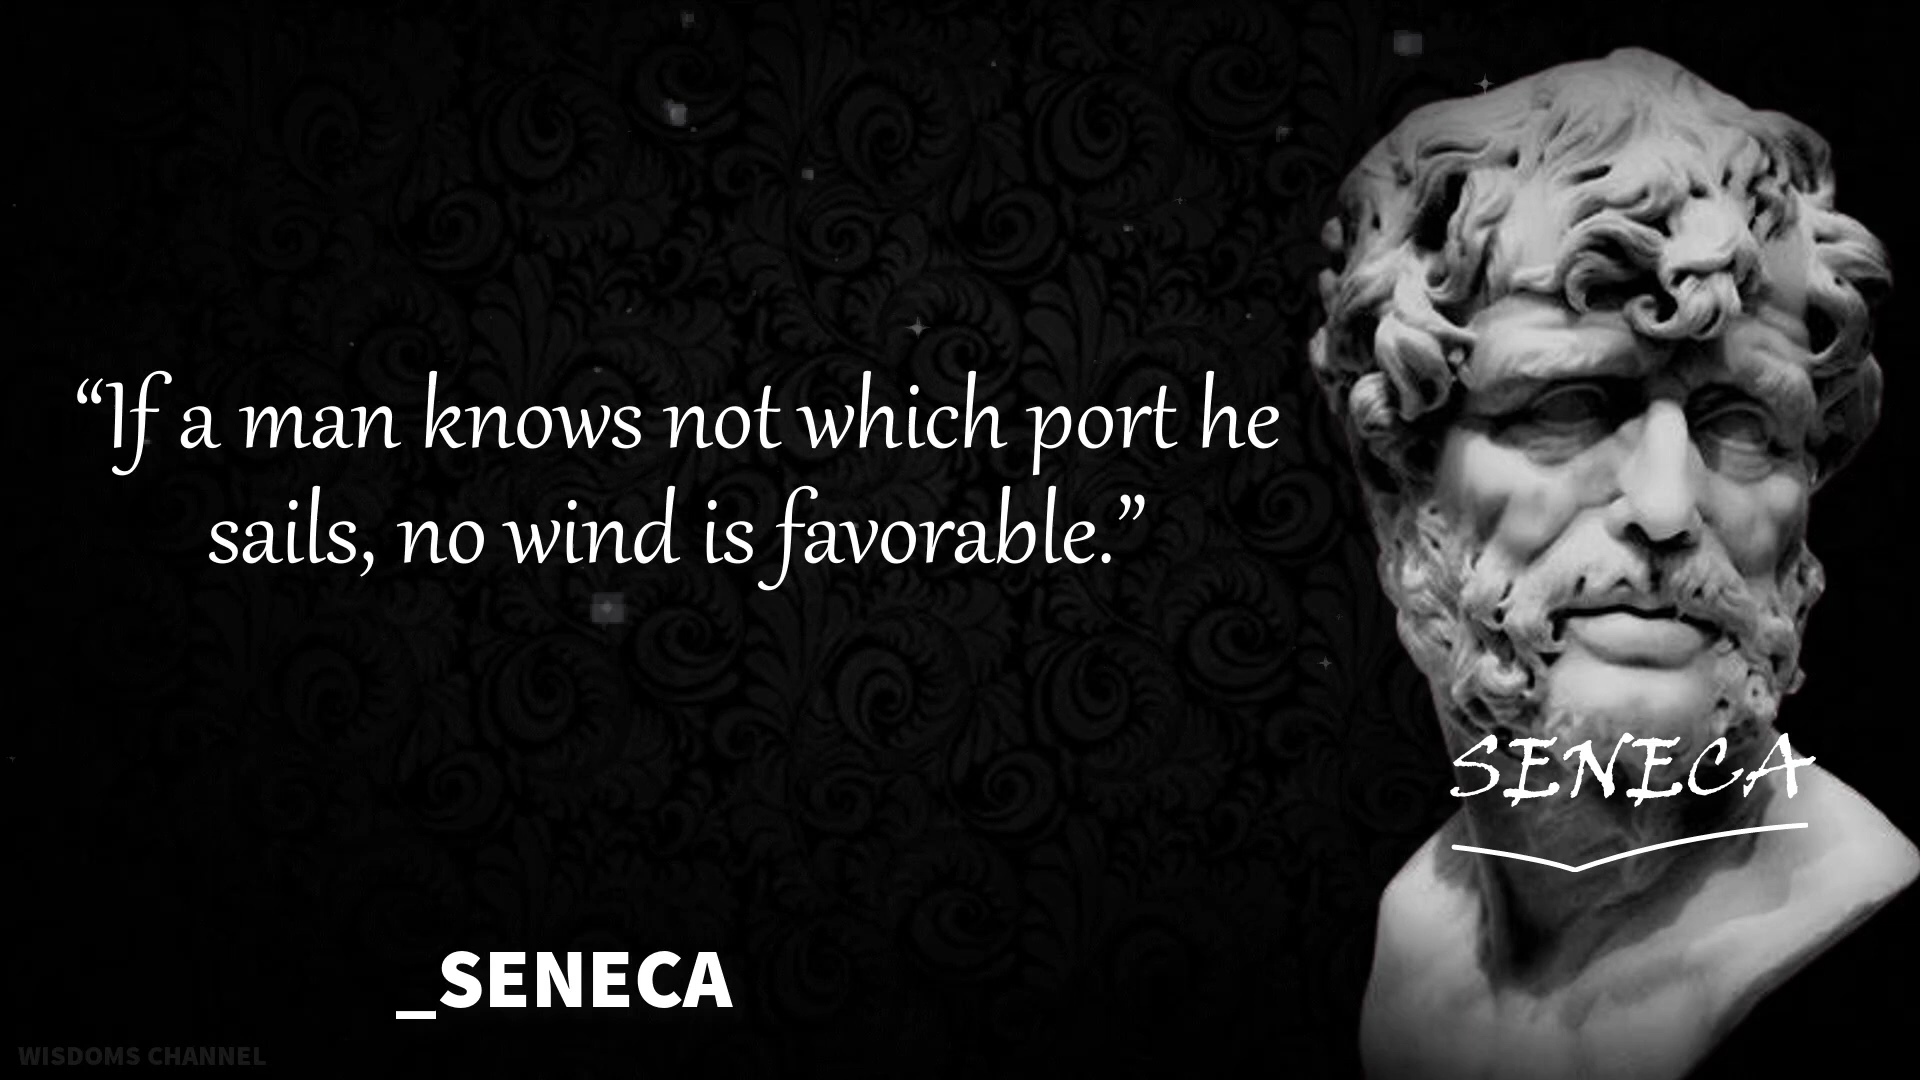 “If a man knows not which port he
sails, no wind is favorable.”
SENECA
_SENECA
WISDOMS CHANNEL